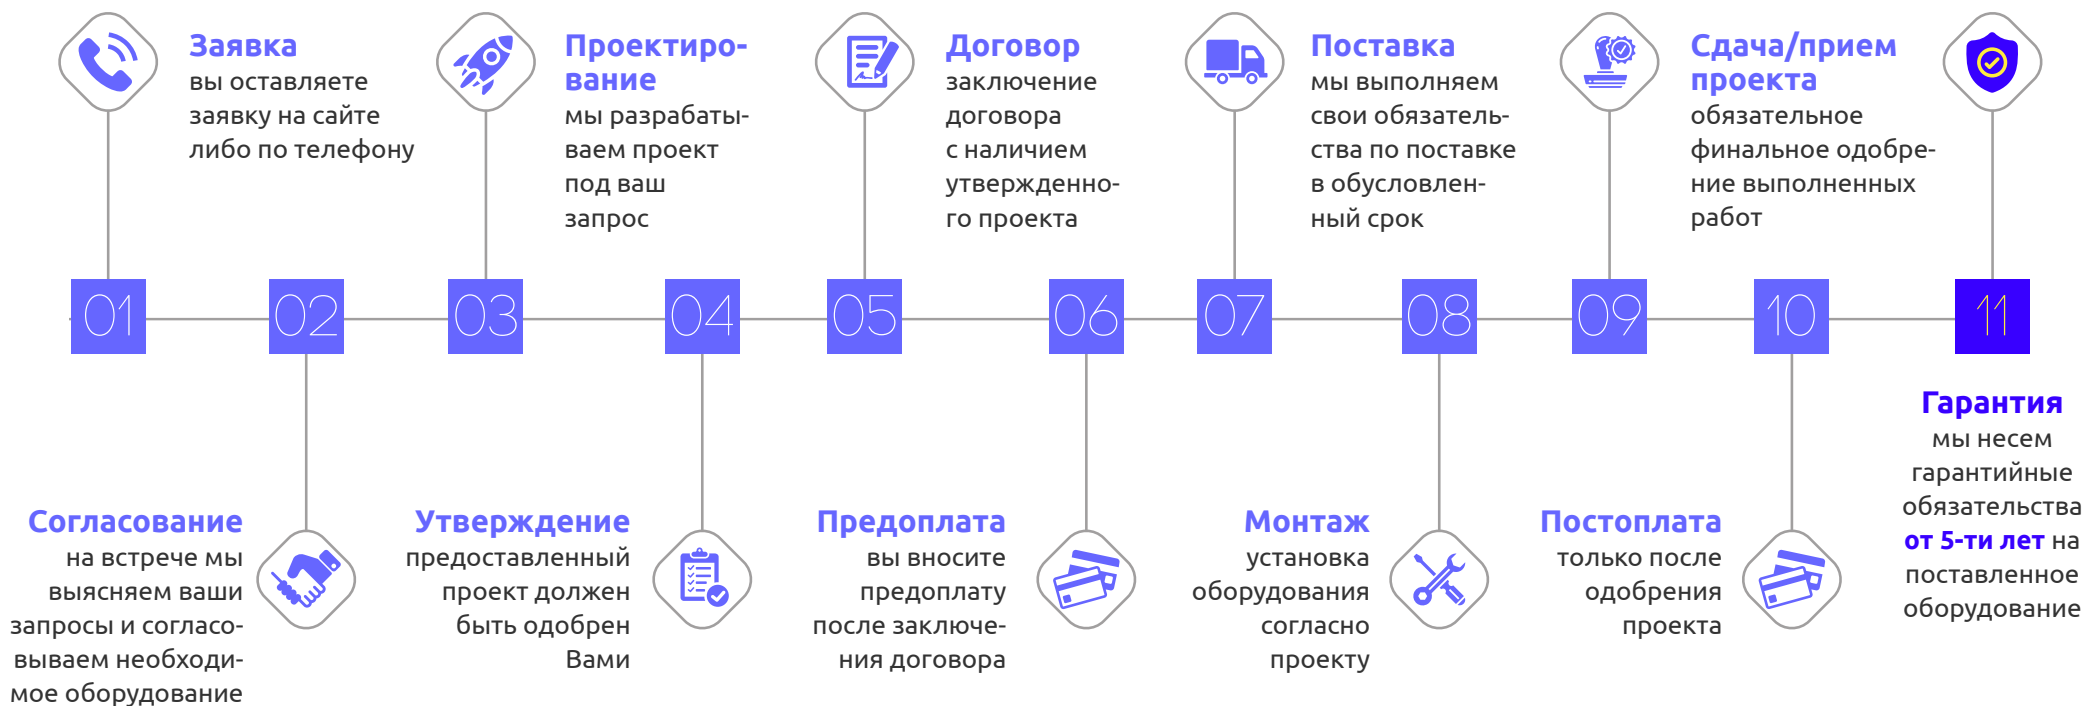 Заявка
вы оставляете
заявку на сайте
либо по телефону
Проектиро-
вание
мы разрабаты-
ваем проект
под ваш
запрос
Договор
заключение
договора
с наличием
утвержденно-
го проекта
Поставка
мы выполняем
свои обязатель-
ства по поставке
в обусловлен-
ный срок
Сдача/прием
проекта
обязательное
финальное одобре-
ние выполненных
работ
01
02
03
04
05
06
07
08
09
10
11
Согласование
на встрече мы
выясняем ваши
запросы и согласо-
вываем необходи-
мое оборудование
Утверждение
предоставленный
проект должен
быть одобрен
Вами
Предоплата
вы вносите
предоплату
после заключе-
ния договора
Монтаж
установка
оборудования
согласно
проекту
Постоплата
только после
одобрения
проекта
Гарантия
мы несем
гарантийные
обязательства
от 5-ти лет на
поставленное
оборудование